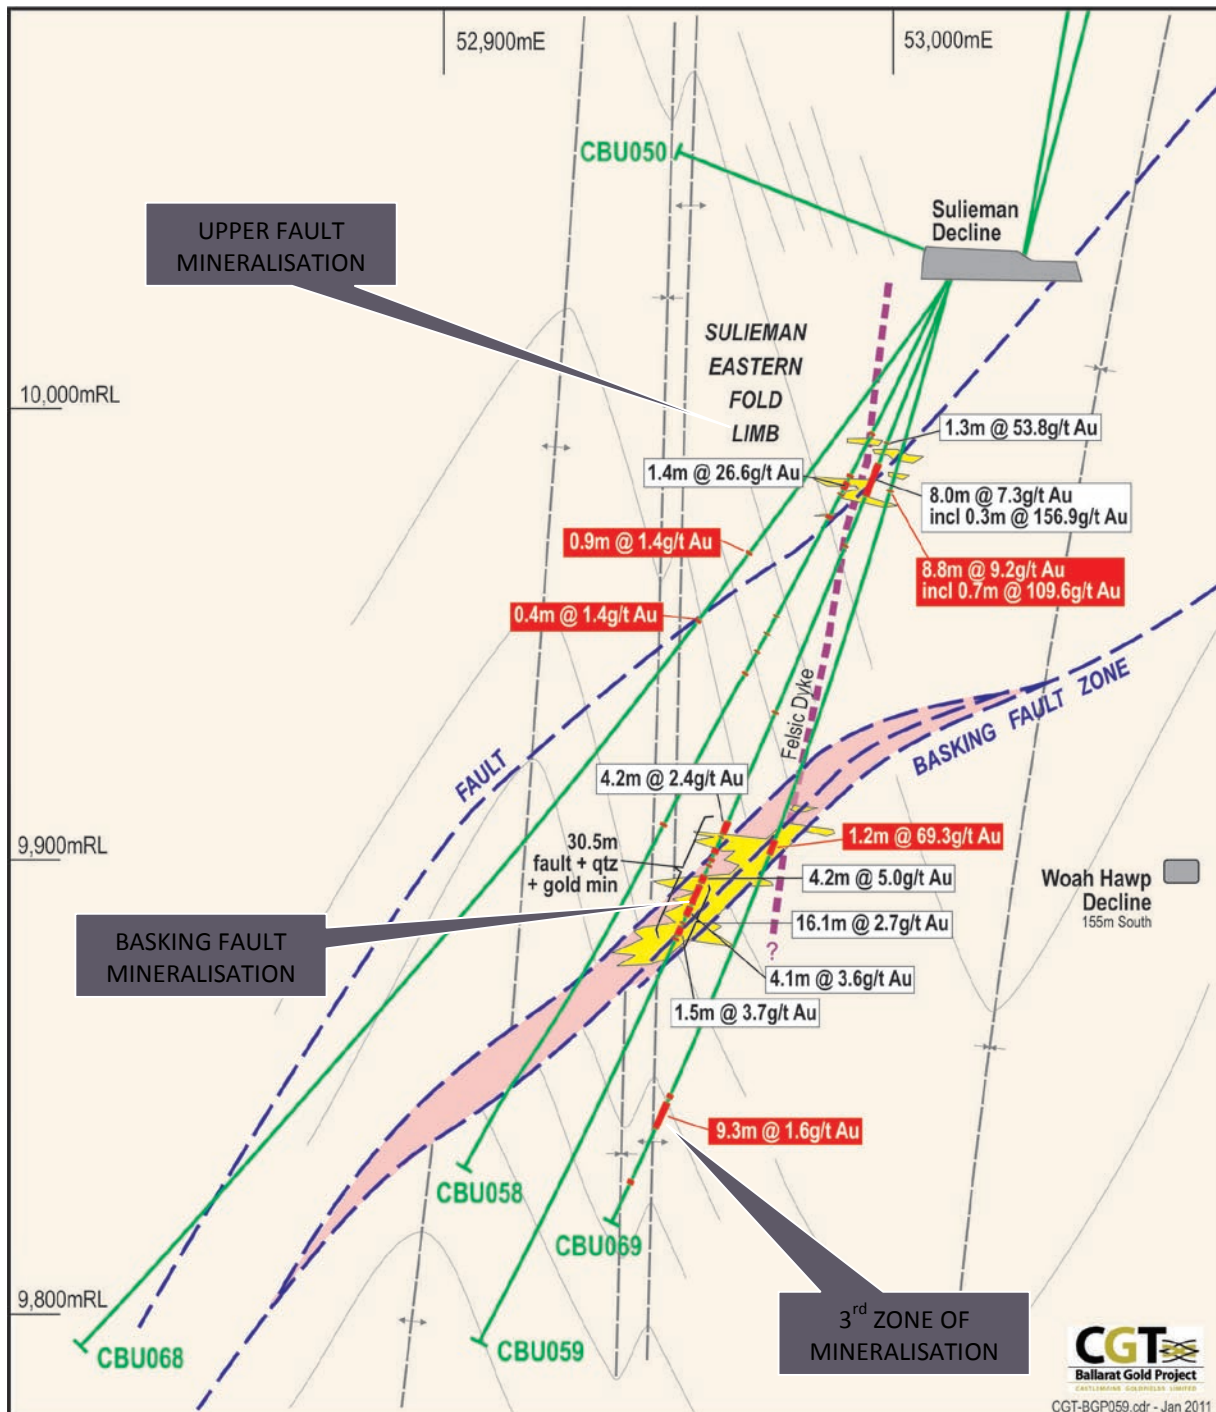 52,900mE
53,000mE
CBU050
UPPER FAULT
MINERALISATION
Sulieman
Decline
SULIEMAN
EASTERN
FOLD
LIMB
10,000mRL
1.3m @ 53.8g/t Au
1.4m @ 26.6g/t Au
8.0m @ 7.3g/t Au
incl 0.3m @ 156.9g/t Au
0.9m @ 1.4g/t Au
8.8m @ 9.2g/t Au
incl 0.7m @ 109.6g/t Au
0.4m @ 1.4g/t Au
Felsic Dyke
BASKING FAULT ZONE
FAULT
4.2m @ 2.4g/t Au
9,900mRL
30.5m
fault + qtz
+ gold min
1.2m @ 69.3g/t Au
4.2m @ 5.0g/t Au
Woah Hawp
Decline
155m South
16.1m @ 2.7g/t Au
BASKING FAULT
MINERALISATION
?
4.1m @ 3.6g/t Au
1.5m @ 3.7g/t Au
9.3m @ 1.6g/t Au
CBU058
CBU069
9,800mRL
3rd ZONE OF
MINERALISATION
CBU068
CBU059
CGT
Ballarat Gold Project
CASTLEMAINE GOLDFIELDS LIMITED
CGT-BGP059.cdr - Jan 2011